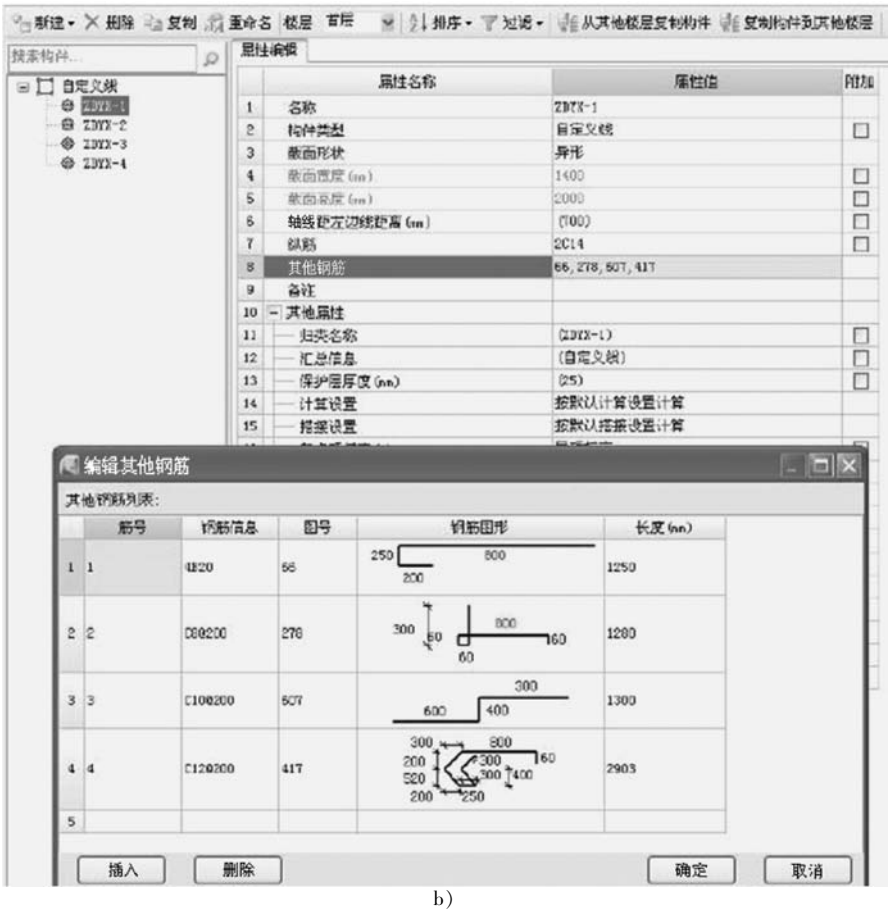 新建 删除 复制 重命名 楼层 首层 排序 过滤 从其他楼层复制构件 复制构件到其他楼层
搜索构件...
属性编辑
自定义线
ZDYX-1
ZDYX-2
ZDYX-3
ZDYX-4
属性名称 属性值 附加
1 名称 ZDYX-1
2 构件类型 自定义线
3 截面形状 异形
4 截面宽度(mm) 1400
5 截面高度(mm) 2000
6 轴线距左边线距离(mm) (700)
7 纵筋 2C14
8 其他钢筋 66,278,607,417
9 备注
10 其他属性
11 归类名称 (ZDYX-1)
12 汇总信息 (自定义线)
13 保护层厚度(mm) (25)
14 计算设置 按默认计算设置计算
15 搭接设置 按默认搭接设置计算
编辑其他钢筋
其他钢筋列表:
筋号 钢筋信息 图号 钢筋图形 长度(mm)
1 1 4B20 66 250 800 200 1250
2 2 C8@200 278 300 60 800 60 60 1280
3 3 C10@200 607 300 600 400 1300
4 4 C12@200 417 300 800 200 300 60 520 300 400 200 250 2903
5
插入 删除 确定 取消
b)